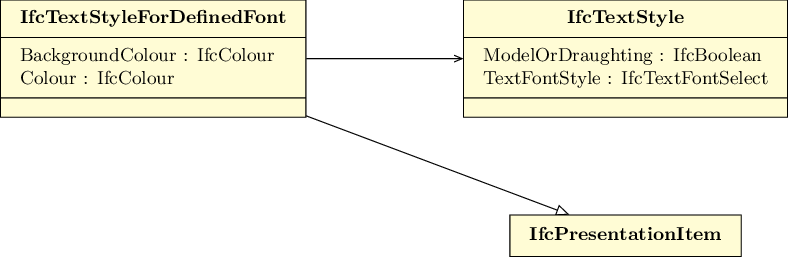 IfcTextStyleForDefinedFont
BackgroundColour : IfcColour
Colour : IfcColour
IfcTextStyle
ModelOrDraughting : IfcBoolean
TextFontStyle : IfcTextFontSelect
IfcPresentationItem